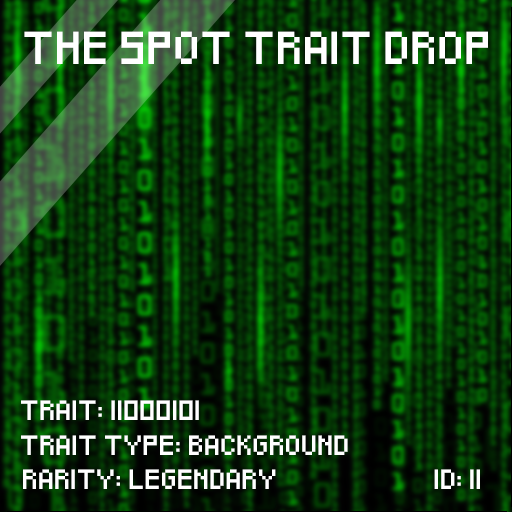 THE SPOT TRAIT DROP
TRAIT: 11000101
TRAIT TYPE: BACKGROUND
RARITY: LEGENDARY
ID: 11